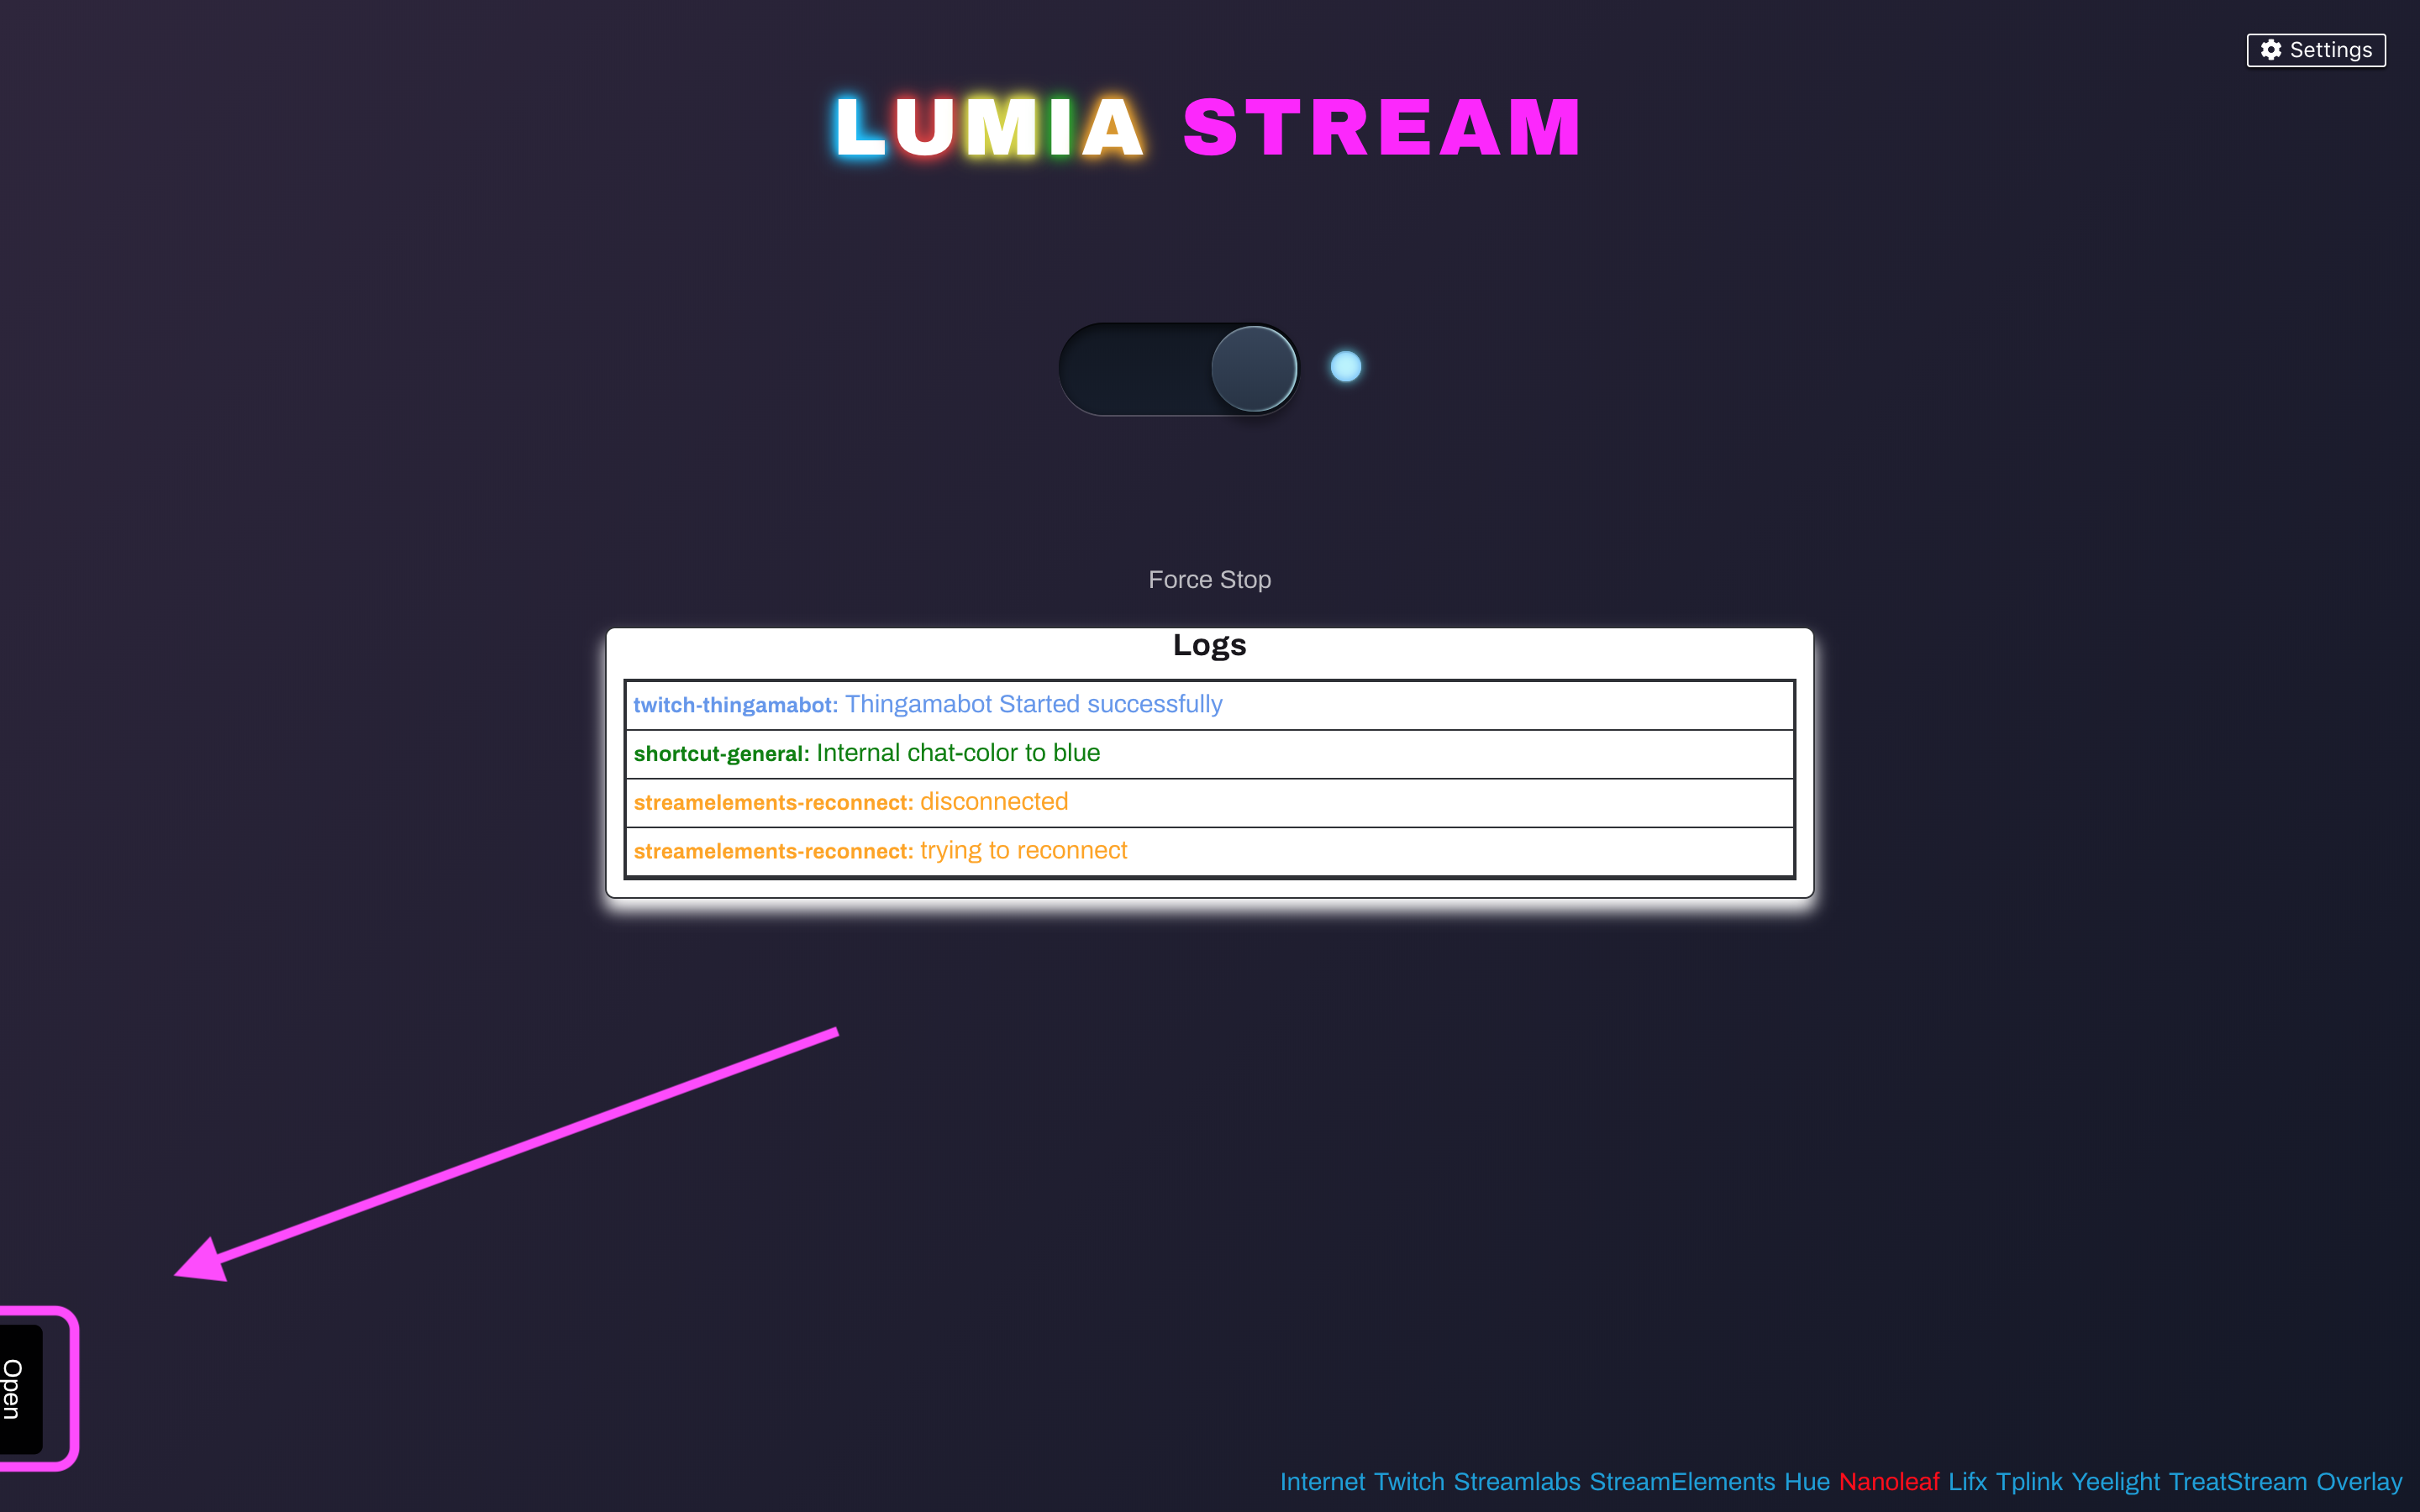 Settings
LUMIA STREAM
Force Stop
Logs
twitch-thingamabot: Thingamabot Started successfully
shortcut-general: Internal chat-color to blue
streamelements-reconnect: disconnected
streamelements-reconnect: trying to reconnect
Open
Internet Twitch Streamlabs StreamElements Hue Nanoleaf Lifx Tplink Yeelight TreatStream Overlay